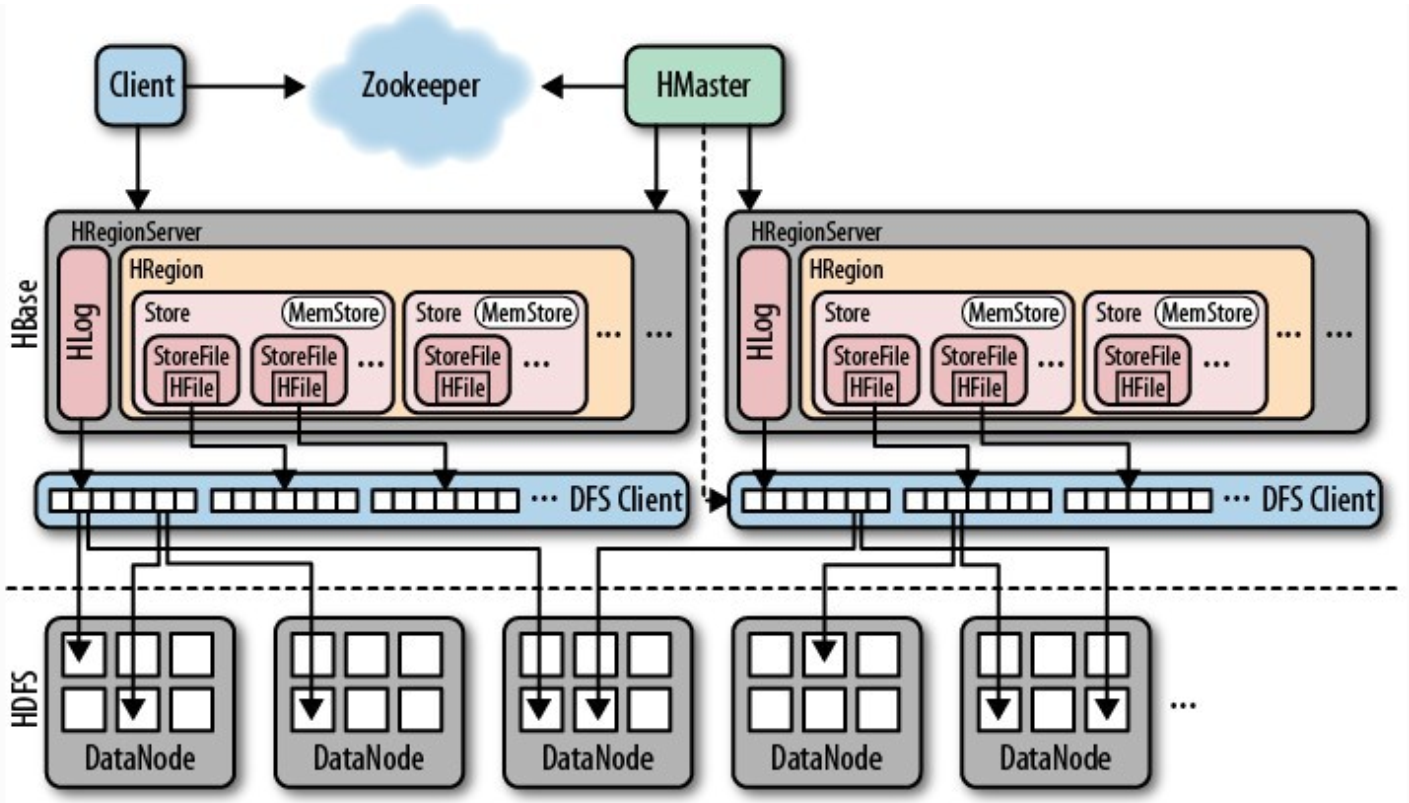 Client
Zookeeper
HMaster
HBase
HRegionServer
HLog
HRegion
Store
MemStore
StoreFile
HFile
StoreFile
HFile
...
Store
MemStore
StoreFile
HFile
...
...
...
HRegionServer
HLog
HRegion
Store
MemStore
StoreFile
HFile
StoreFile
HFile
...
Store
MemStore
StoreFile
HFile
...
...
...
... DFS Client
... DFS Client
HDFS
DataNode
DataNode
DataNode
DataNode
DataNode
...